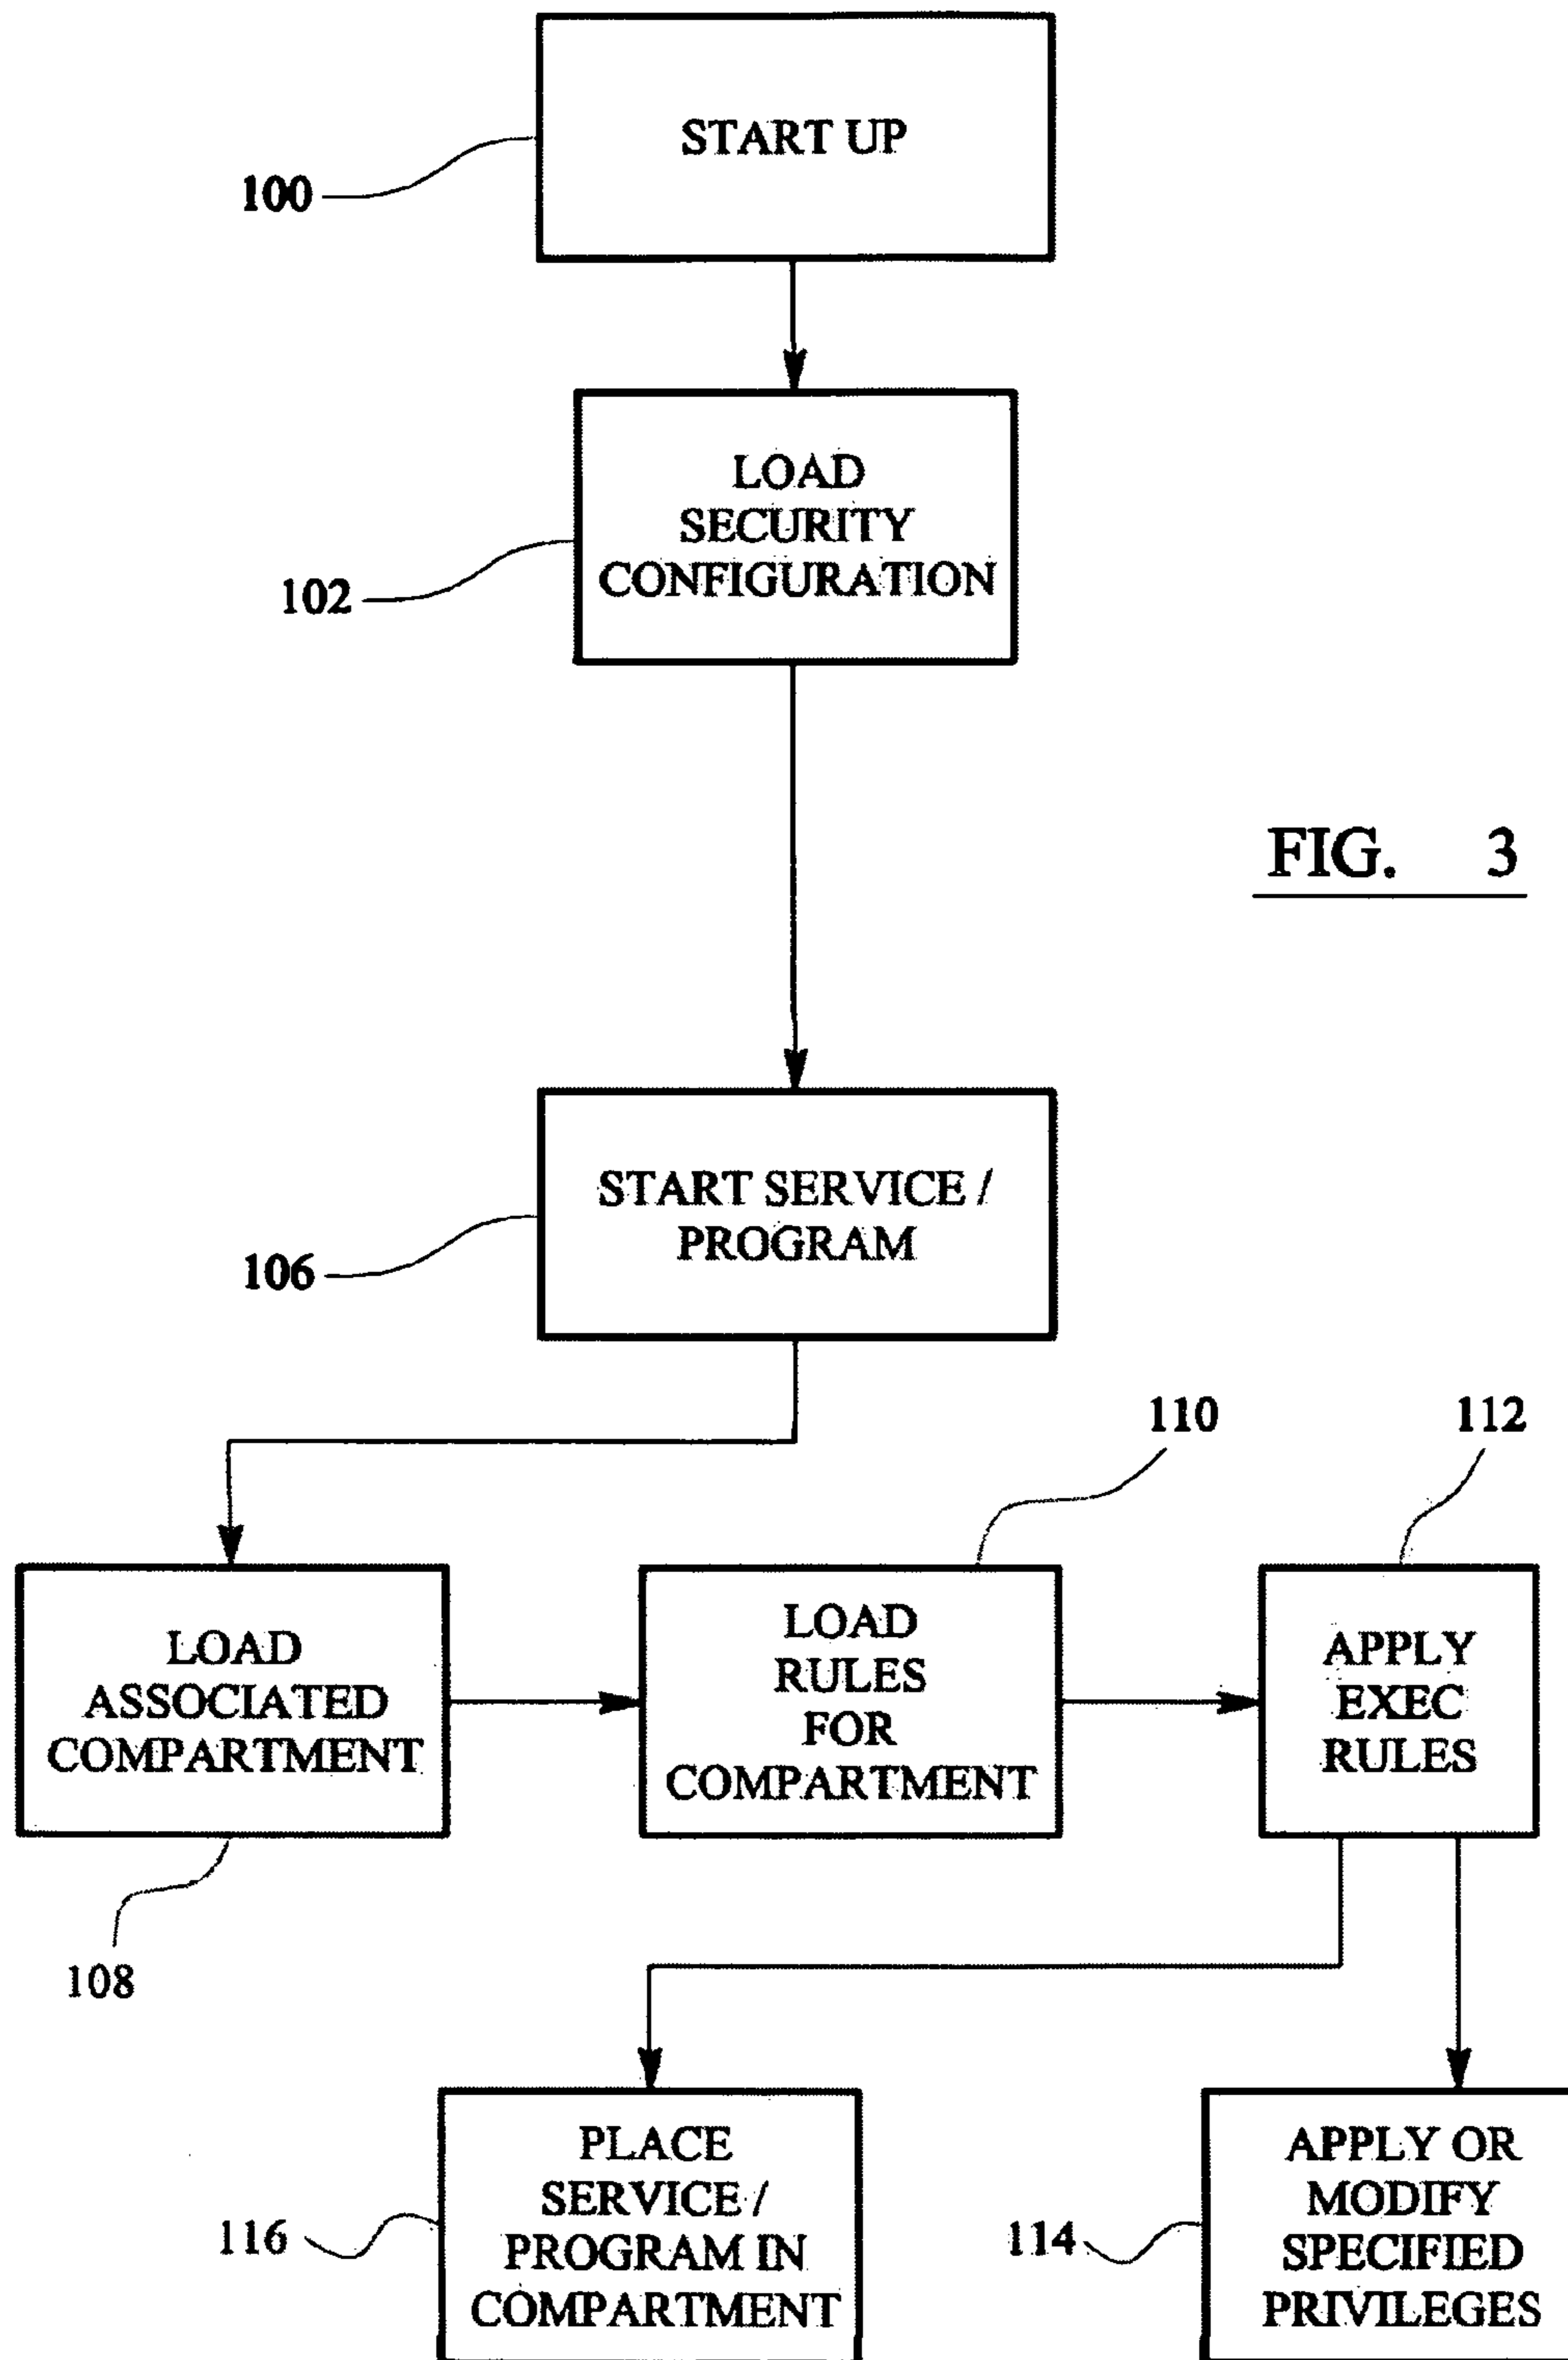 START UP
100
LOAD
SECURITY
CONFIGURATION
102
FIG. 3
START SERVICE /
PROGRAM
106
110
112
LOAD
ASSOCIATED
COMPARTMENT
LOAD
RULES
FOR
COMPARTMENT
APPLY
EXEC
RULES
108
PLACE
SERVICE /
PROGRAM IN
COMPARTMENT
116
APPLY OR
MODIFY
SPECIFIED
PRIVILEGES
114